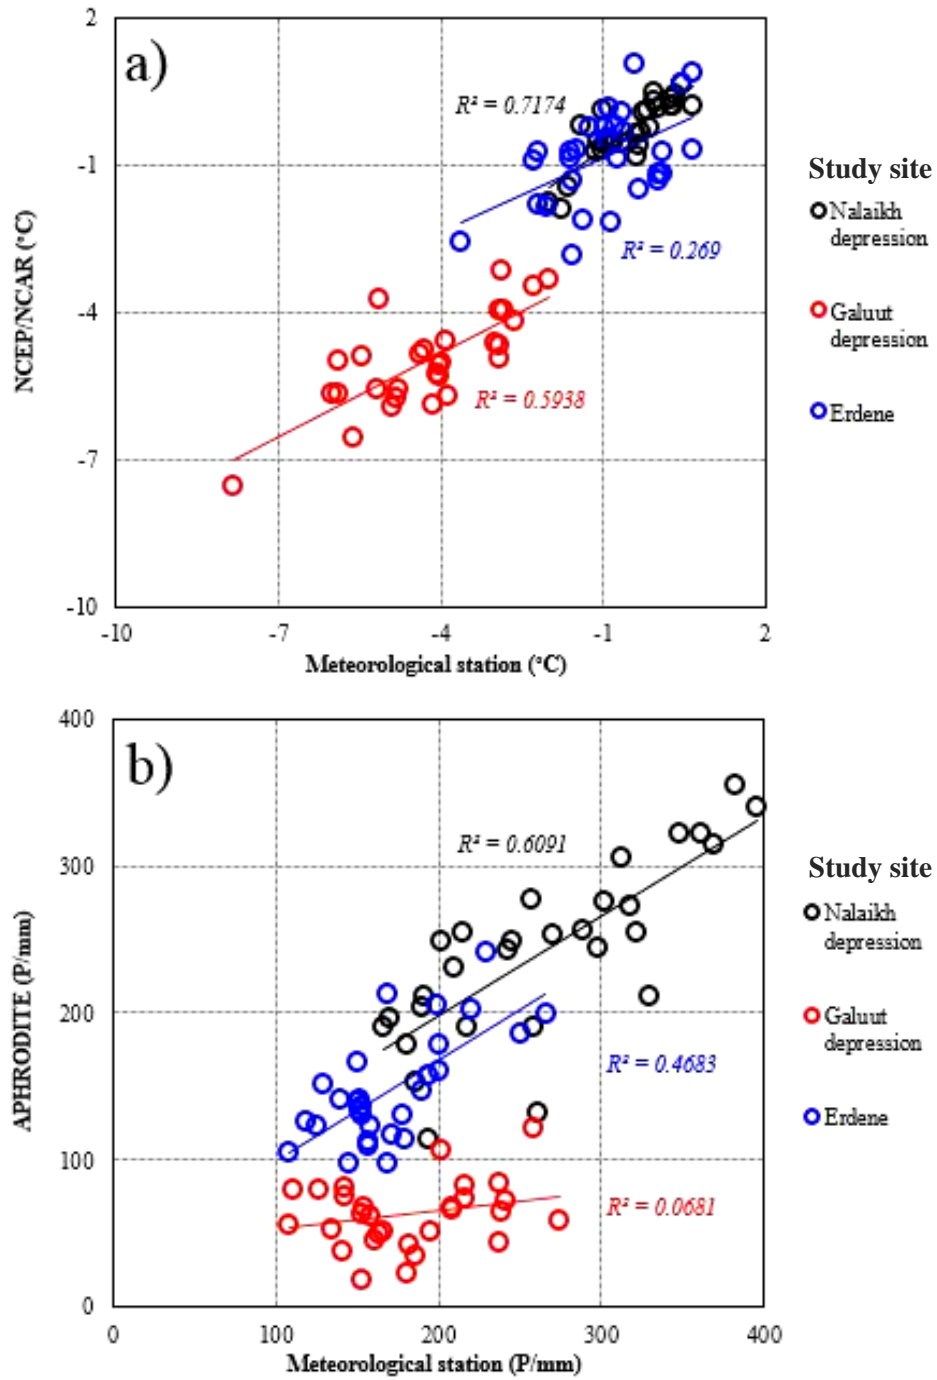 a)
2
-1
-4
-7
-10
NCEP/NCAR (°C)
R² = 0.7174
R² = 0.269
R² = 0.5938
-10 -7 -4 -1 2
Meteorological station (°C)
Study site
Nalaikh
depression
Galuut
depression
Erdene
b)
400
300
200
100
0
APHRODITE (P/mm)
R² = 0.6091
R² = 0.4683
R² = 0.0681
0 100 200 300 400
Meteorological station (P/mm)
Study site
Nalaikh
depression
Galuut
depression
Erdene